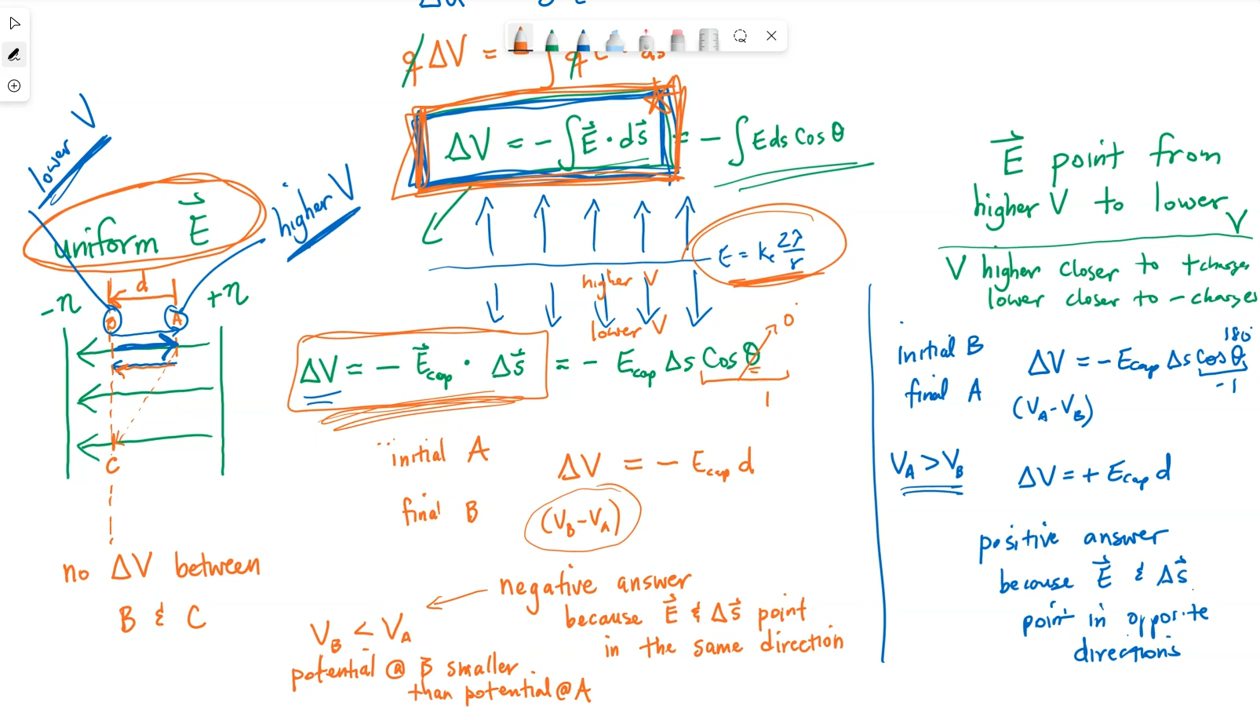 ΔV =
q ΔV = ∫ q
ΔV = − ∫ E⃗ · ds⃗ = − ∫ E ds Cos θ
lower V
higher V
uniform E⃗
E = k 2λ/r
higher V
lower V
E⃗ point from
higher V to lower
V
V higher closer to + charges
lower closer to − charges
d
−η
+η
B
A
C
no ΔV between
B & C
ΔV = − E⃗cap · Δs⃗ = − Ecap Δs Cos θ
0
1
initial A
final B
ΔV = − Ecap d
(VB − VA)
negative answer
because E⃗ & Δs⃗ point
in the same direction
VB < VA
potential @ B smaller
than potential @ A
initial B
final A
ΔV = − Ecap Δs Cos θ
180°
−1
(VA − VB)
VA > VB
ΔV = + Ecap d
positive answer
because E⃗ & Δs⃗
point in opposite
directions